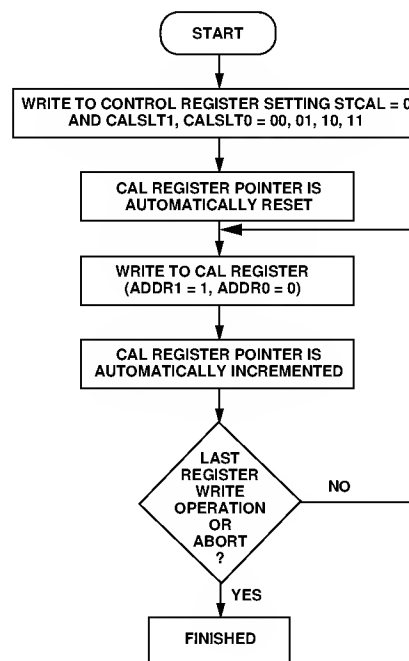 START
WRITE TO CONTROL REGISTER SETTING STCAL = 0
AND CALSLT1, CALSLT0 = 00, 01, 10, 11
CAL REGISTER POINTER IS
AUTOMATICALLY RESET
WRITE TO CAL REGISTER
(ADDR1 = 1, ADDR0 = 0)
CAL REGISTER POINTER IS
AUTOMATICALLY INCREMENTED
LAST
REGISTER
WRITE
OPERATION
OR
ABORT
?
NO
YES
FINISHED